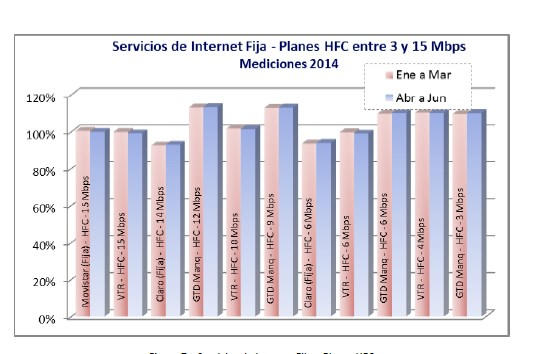 Servicios de Internet Fija - Planes HFC entre 3 y 15 Mbps
Mediciones 2014
Ene a Mar
Abr a Jun
120%
100%
80%
60%
40%
20%
0%
Movistar (Fija) - HFC - 15 Mbps
VTR - HFC - 15 Mbps
Claro (Fija) - HFC - 14 Mbps
GTD Manq - HFC - 12 Mbps
VTR - HFC - 10 Mbps
GTD Manq - HFC - 9 Mbps
Claro (Fija) - HFC - 6 Mbps
VTR - HFC - 6 Mbps
GTD Manq - HFC - 6 Mbps
VTR - HFC - 4 Mbps
GTD Manq - HFC - 3 Mbps